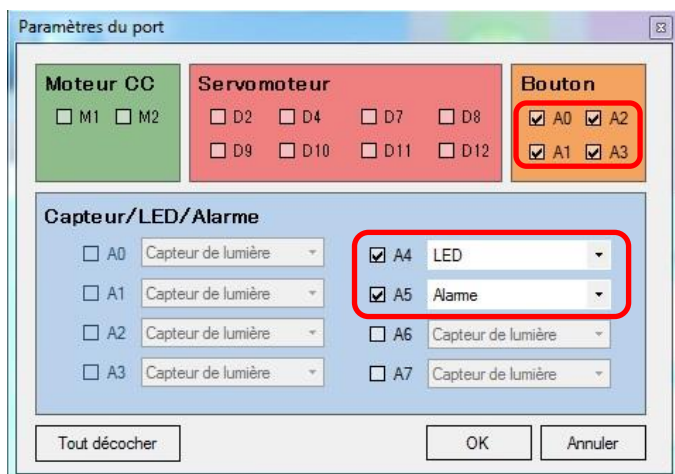 Paramètres du port
Moteur CC
M1 M2
Servomoteur
D2 D4 D7 D8
D9 D10 D11 D12
Bouton
A0 A2
A1 A3
Capteur/LED/Alarme
A0 Capteur de lumière
A1 Capteur de lumière
A2 Capteur de lumière
A3 Capteur de lumière
A4 LED
A5 Alarme
A6 Capteur de lumière
A7 Capteur de lumière
Tout décocher
OK
Annuler